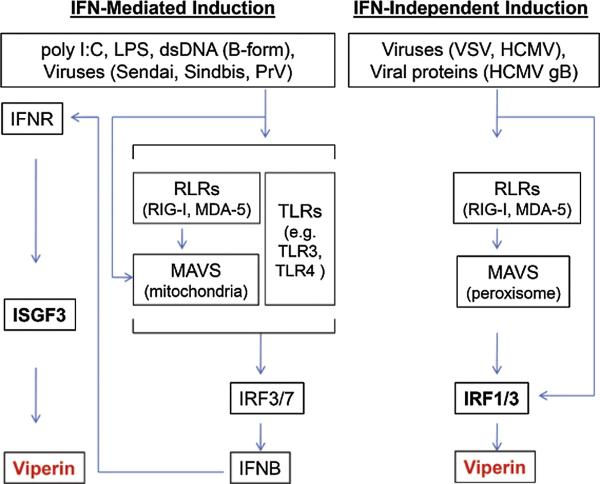 IFN-Mediated Induction
poly I:C, LPS, dsDNA (B-form),
Viruses (Sendai, Sindbis, PrV)
IFNR
RLRs
(RIG-I, MDA-5)
MAVS
(mitochondria)
TLRs
(e.g.
TLR3,
TLR4 )
ISGF3
IRF3/7
Viperin
IFNB
IFN-Independent Induction
Viruses (VSV, HCMV),
Viral proteins (HCMV gB)
RLRs
(RIG-I, MDA-5)
MAVS
(peroxisome)
IRF1/3
Viperin